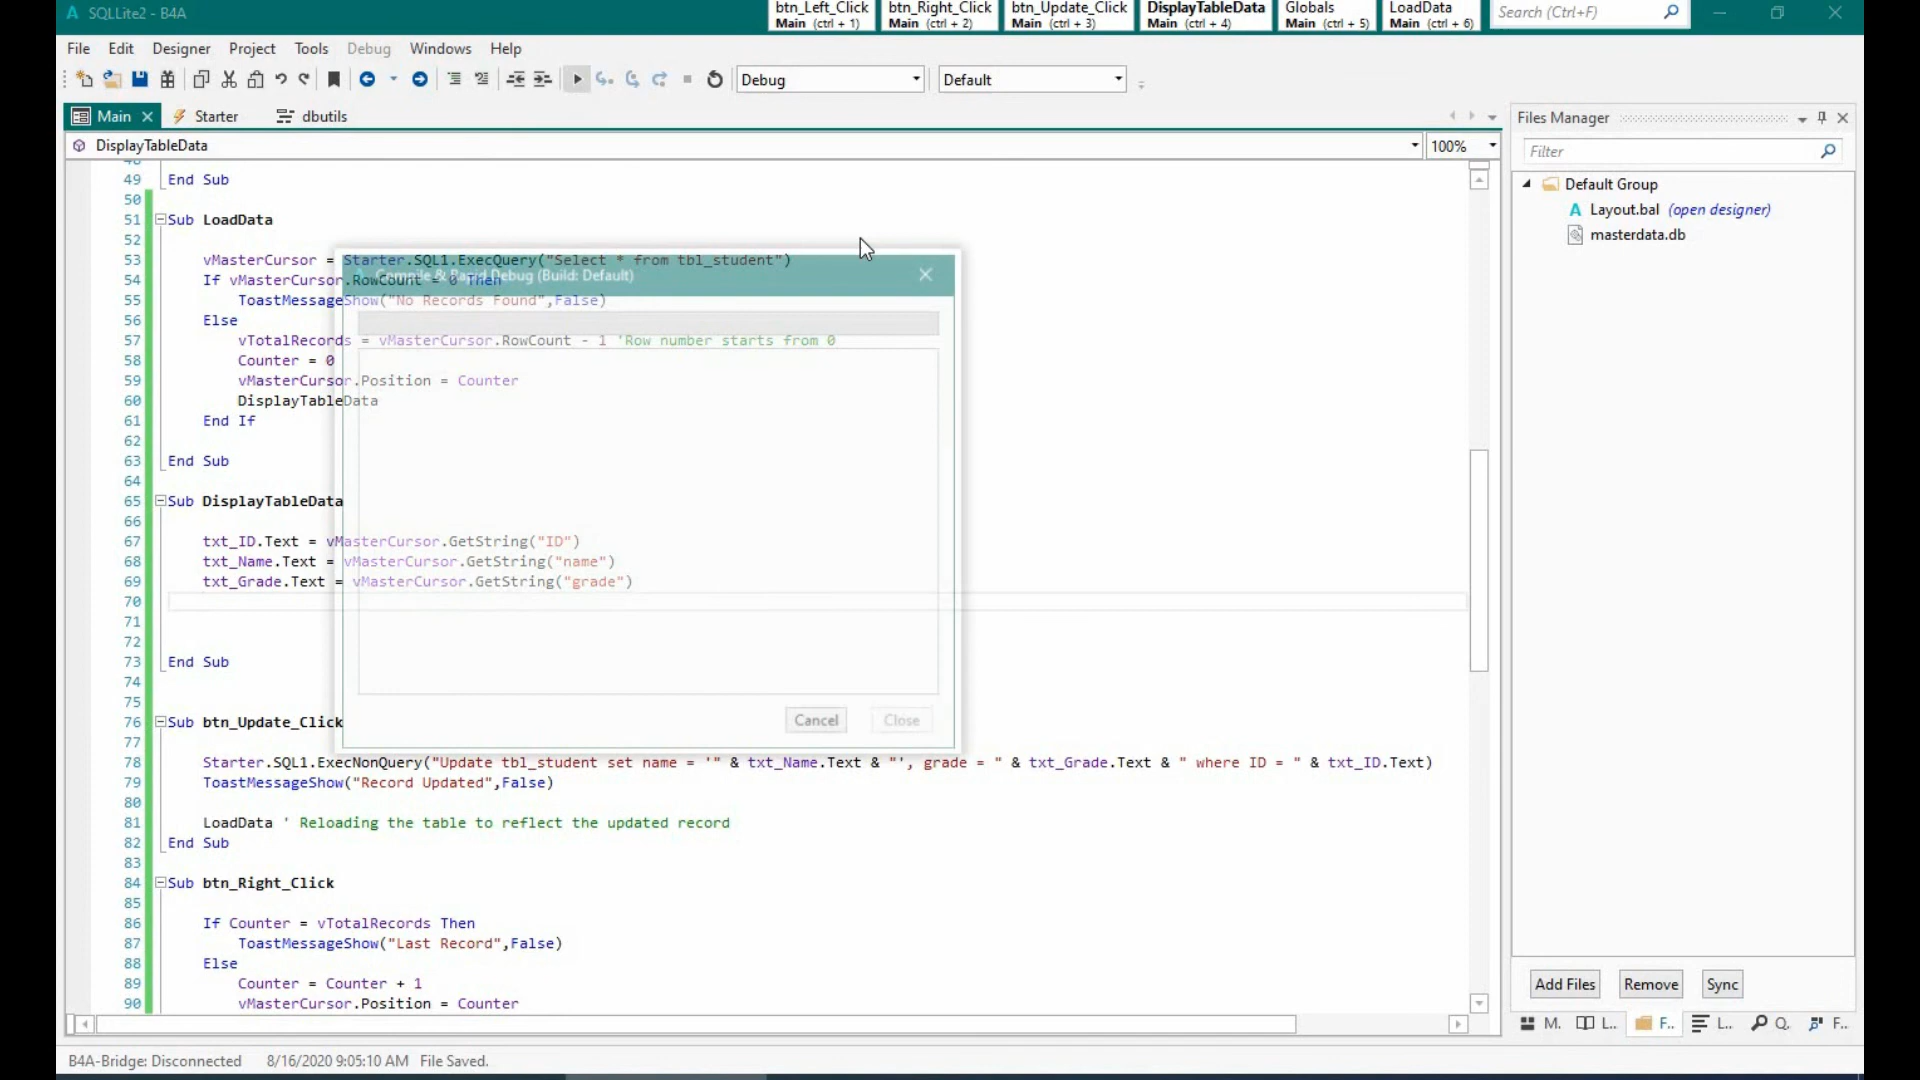 SQLLite2 - B4A
btn_Left_Click
Main (ctrl + 1)
btn_Right_Click
Main (ctrl + 2)
btn_Update_Click
Main (ctrl + 3)
DisplayTableData
Main (ctrl + 4)
Globals
Main (ctrl + 5)
LoadData
Main (ctrl + 6)
Search (Ctrl+F)
File Edit Designer Project Tools Debug Windows Help
Debug
Default
Main Starter dbutils
DisplayTableData
100%
48
49 End Sub
50
51 Sub LoadData
52
53 vMasterCursor = Starter.SQL1.ExecQuery("Select * from tbl_student")
Compile & Rapid Debug (Build: Default)
54 If vMasterCursor.RowCount = 0 Then
55 ToastMessageShow("No Records Found",False)
56 Else
57 vTotalRecords = vMasterCursor.RowCount - 1 'Row number starts from 0
58 Counter = 0
59 vMasterCursor.Position = Counter
60 DisplayTableData
61 End If
62
63 End Sub
64
65 Sub DisplayTableData
66
67 txt_ID.Text = vMasterCursor.GetString("ID")
68 txt_Name.Text = vMasterCursor.GetString("name")
69 txt_Grade.Text = vMasterCursor.GetString("grade")
70
71
72
73 End Sub
74
75
Cancel Close
76 Sub btn_Update_Click
77
78 Starter.SQL1.ExecNonQuery("Update tbl_student set name = '" & txt_Name.Text & "', grade = " & txt_Grade.Text & " where ID = " & txt_ID.Text)
79 ToastMessageShow("Record Updated",False)
80
81 LoadData ' Reloading the table to reflect the updated record
82 End Sub
83
84 Sub btn_Right_Click
85
86 If Counter = vTotalRecords Then
87 ToastMessageShow("Last Record",False)
88 Else
89 Counter = Counter + 1
90 vMasterCursor.Position = Counter
Files Manager
Filter
Default Group
Layout.bal (open designer)
masterdata.db
Add Files Remove Sync
M. L.. F.. L.. Q. F..
B4A-Bridge: Disconnected 8/16/2020 9:05:10 AM File Saved.